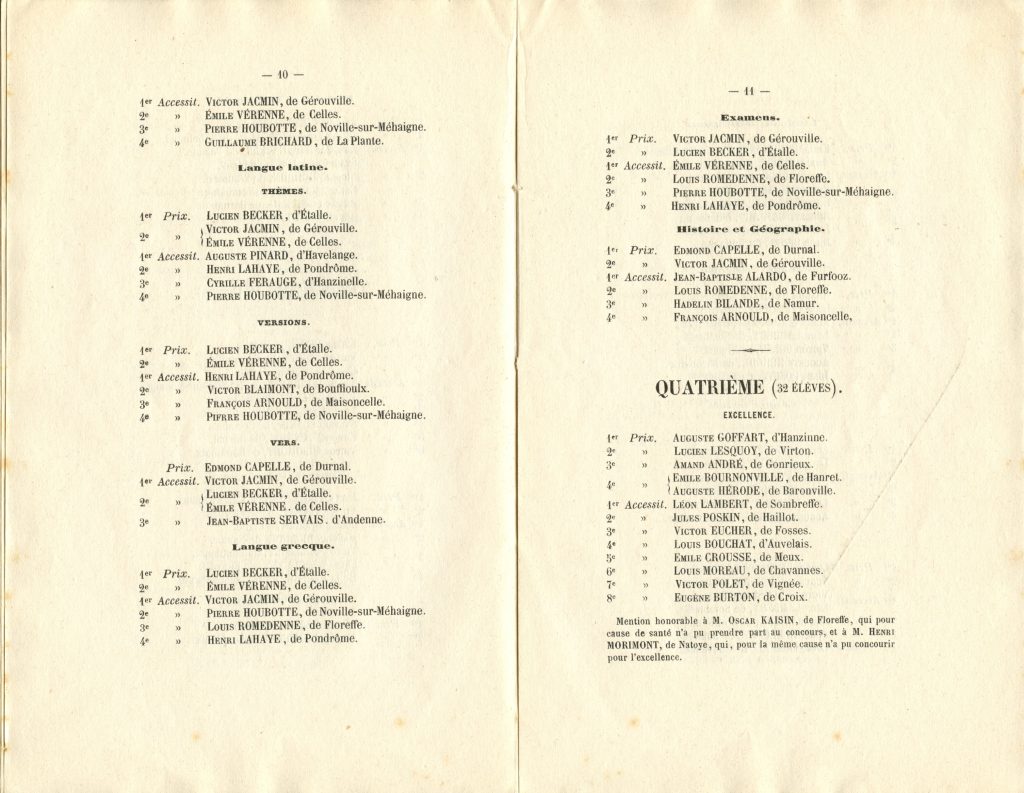 — 10 —
1er Accessit. VICTOR JACMIN, de Gérouville.
2e » ÉMILE VÉRENNE, de Celles.
3e » PIERRE HOUBOTTE, de Noville-sur-Méhaigne.
4e » GUILLAUME BRICHARD, de La Plante.
Langue latine.
THÈMES.
1er Prix. LUCIEN BECKER, d'Étalle.
2e » { VICTOR JACMIN, de Gérouville.
ÉMILE VÉRENNE, de Celles.
1er Accessit. AUGUSTE PINARD, d'Havelange.
2e » HENRI LAHAYE, de Pondrôme.
3e » CYRILLE FERAUGE, d'Hanzinelle.
4e » PIERRE HOUBOTTE, de Noville-sur-Méhaigne.
VERSIONS.
1er Prix. LUCIEN BECKER, d'Étalle.
2e » ÉMILE VÉRENNE, de Celles.
1er Accessit. HENRI LAHAYE, de Pondrôme.
2e » VICTOR BLAIMONT, de Bouffioulx.
3e » FRANÇOIS ARNOULD, de Maisoncelle.
4e » PIFRRE HOUBOTTE, de Noville-sur-Méhaigne.
VERS.
Prix. EDMOND CAPELLE, de Durnal.
1er Accessit. VICTOR JACMIN, de Gérouville.
2e » { LUCIEN BECKER, d'Étalle.
ÉMILE VÉRENNE. de Celles.
3e » JEAN-BAPTISTE SERVAIS. d'Andenne.
Langue grecque.
1er Prix. LUCIEN BECKER, d'Étalle.
2e » ÉMILE VÉRENNE, de Celles.
1er Accessit. VICTOR JACMIN, de Gérouville.
2e » PIERRE HOUBOTTE, de Noville-sur-Méhaigne.
3e » LOUIS ROMEDENNE, de Floreffe.
4e » HENRI LAHAYE, de Pondrôme.
— 11 —
Examens.
1er Prix. VICTOR JACMIN, de Gérouville.
2e » LUCIEN BECKER, d'Étalle.
1er Accessit. ÉMILE VÉRENNE, de Celles.
2e » LOUIS ROMEDENNE, de Floreffe.
3e » PIERRE HOUBOTTE, de Noville-sur-Méhaigne.
4e » HENRI LAHAYE, de Pondrôme.
Histoire et Géographie.
1er Prix. EDMOND CAPELLE, de Durnal.
2e » VICTOR JACMIN, de Gérouville.
1er Accessit. JEAN-BAPTISTE ALARDO, de Furfooz.
2e » LOUIS ROMEDENNE, de Floreffe.
3e » HADELIN BILANDE, de Namur.
4e » FRANÇOIS ARNOULD, de Maisoncelle,
QUATRIÈME (32 ÉLÈVES).
EXCELLENCE.
1er Prix. AUGUSTE GOFFART, d'Hanzinne.
2e » LUCIEN LESQUOY, de Virton.
3e » AMAND ANDRÉ, de Gonrieux.
4e » { EMILE BOURNONVILLE, de Hanret.
AUGUSTE HÉRODE, de Baronville.
1er Accessit. LÉON LAMBERT, de Sombreffe.
2e » JULES POSKIN, de Haillot.
3e » VICTOR EUCHER, de Fosses.
4e » LOUIS BOUCHAT, d'Auvelais.
5e » EMILE CROUSSE, de Meux.
6e » LOUIS MOREAU, de Chavannes.
7e » VICTOR POLET, de Vignée.
8e » EUGÈNE BURTON, de Croix.
Mention honorable à M. OSCAR KAISIN, de Floreffe, qui pour
cause de santé n'a pu prendre part au concours, et à M. HENRI
MORIMONT, de Natoye, qui, pour la même cause n'a pu concourir
pour l'excellence.